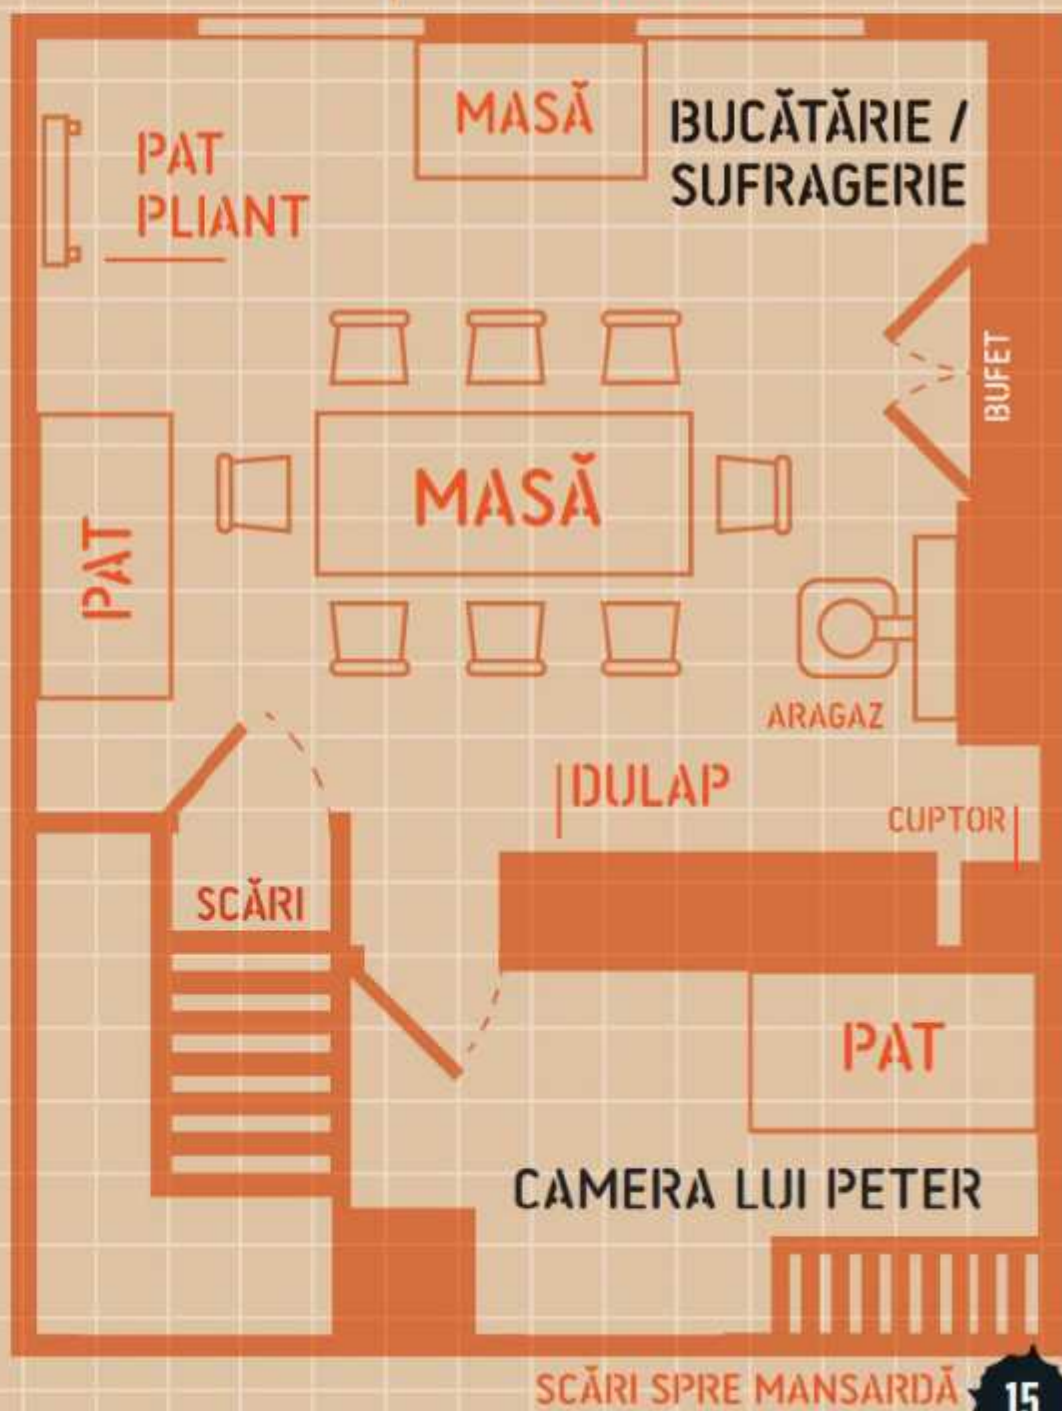 MASĂ
BUCĂTĂRIE /
SUFRAGERIE
PAT
PLIANT
BUFET
MASĂ
PAT
ARAGAZ
DULAP
CUPTOR
SCĂRI
PAT
CAMERA LUI PETER
SCĂRI SPRE MANSARDĂ
15